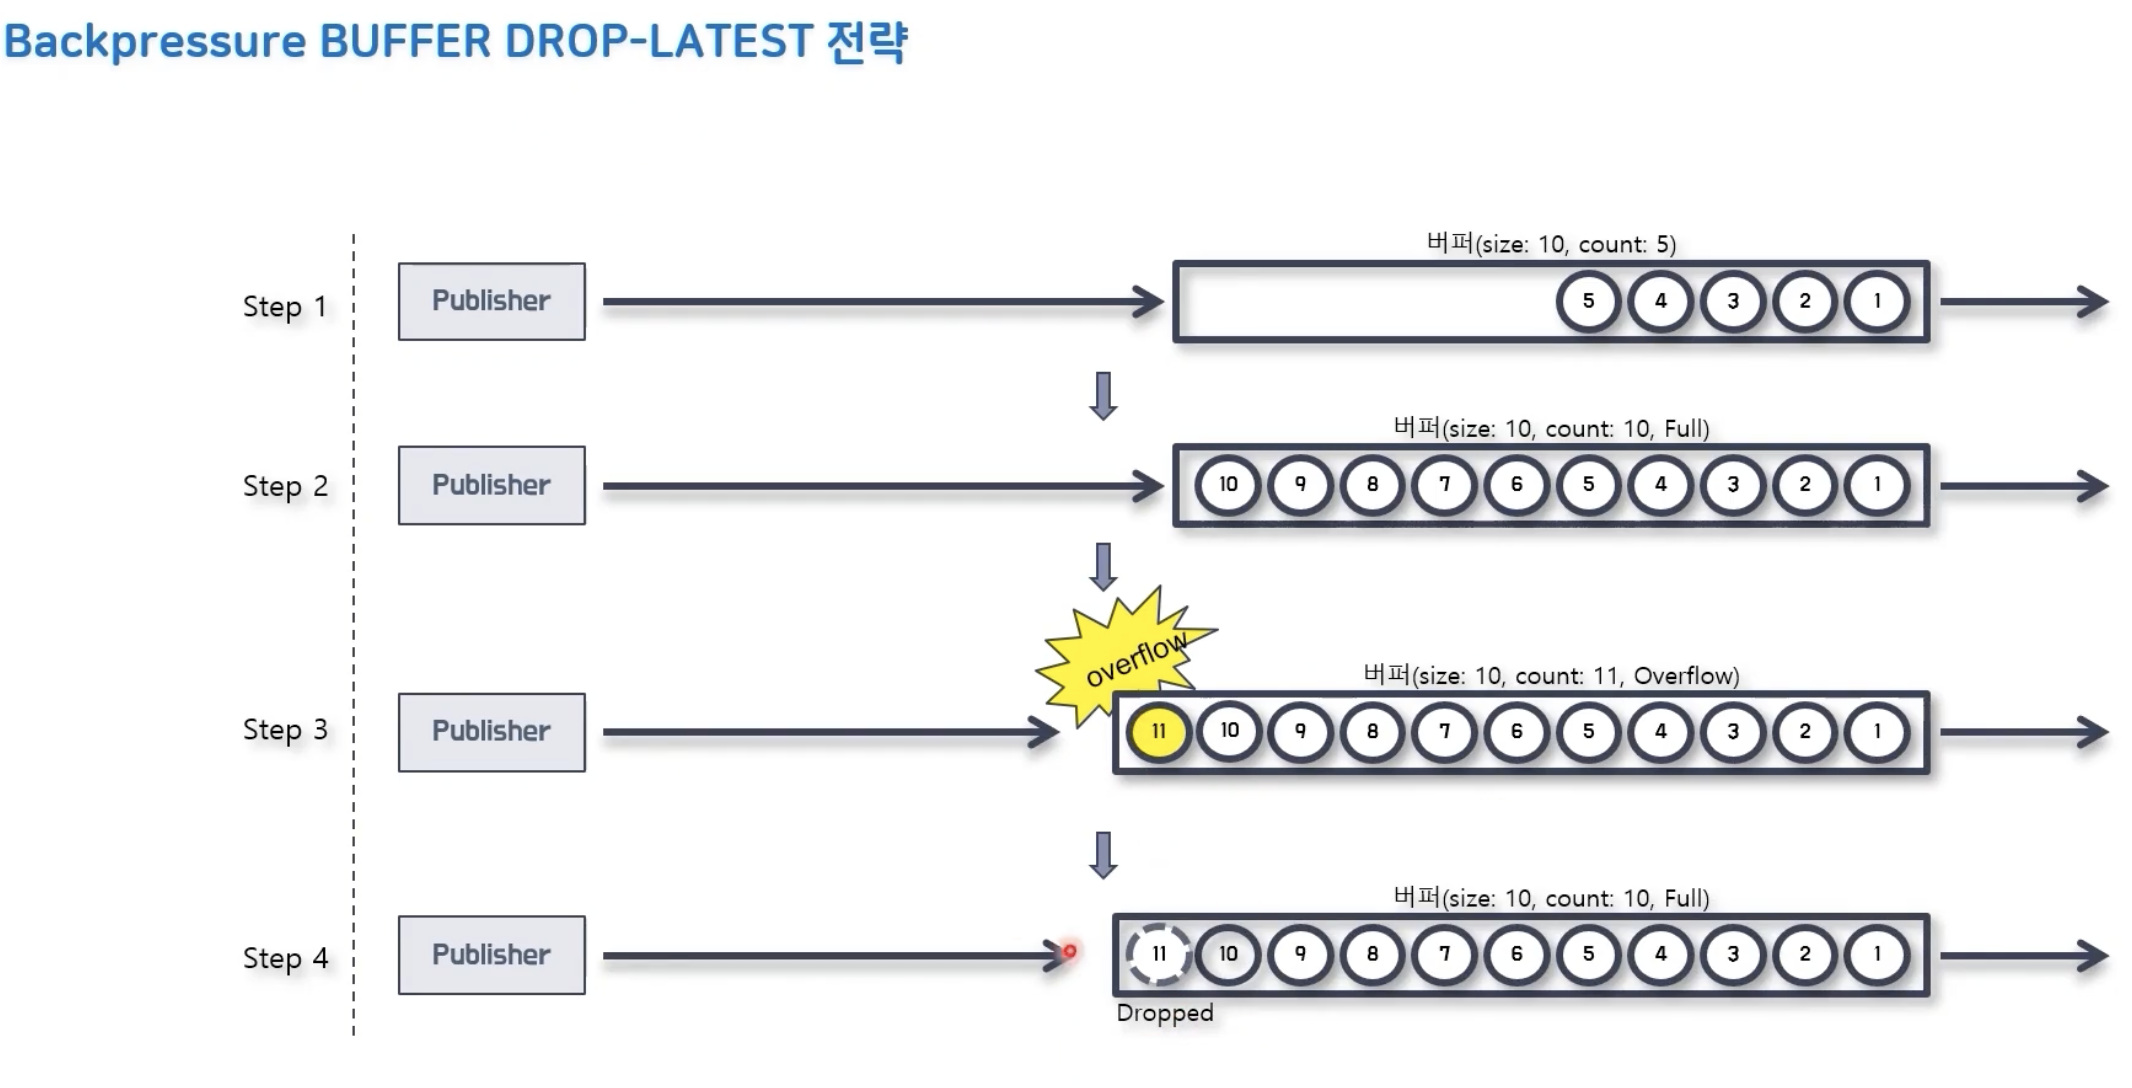 Backpressure BUFFER DROP-LATEST 전략
버퍼(size: 10, count: 5)
Step 1 Publisher 5 4 3 2 1
버퍼(size: 10, count: 10, Full)
Step 2 Publisher 10 9 8 7 6 5 4 3 2 1
overflow
버퍼(size: 10, count: 11, Overflow)
Step 3 Publisher 11 10 9 8 7 6 5 4 3 2 1
버퍼(size: 10, count: 10, Full)
Step 4 Publisher 11 10 9 8 7 6 5 4 3 2 1
Dropped